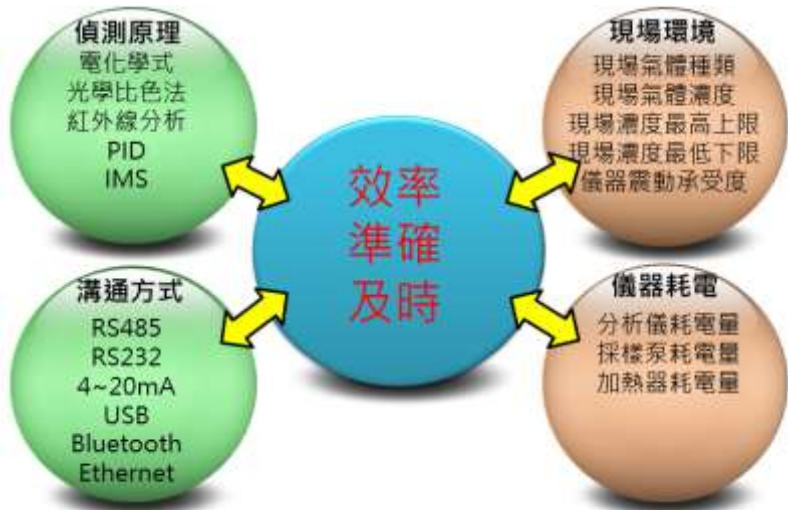 偵測原理
電化學式
光學比色法
紅外線分析
PID
IMS
現場環境
現場氣體種類
現場氣體濃度
現場濃度最高上限
現場濃度最低下限
儀器震動承受度
效率
準確
及時
溝通方式
RS485
RS232
4~20mA
USB
Bluetooth
Ethernet
儀器耗電
分析儀耗電量
採樣泵耗電量
加熱器耗電量